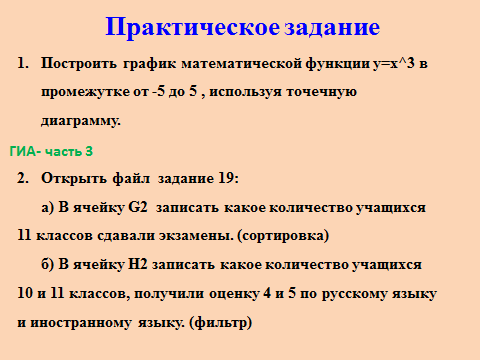 Практическое задание
1. Построить график математической функции y=x^3 в
промежутке от -5 до 5 , используя точечную
диаграмму.
ГИА- часть 3
2. Открыть файл задание 19:
а) В ячейку G2 записать какое количество учащихся
11 классов сдавали экзамены. (сортировка)
б) В ячейку H2 записать какое количество учащихся
10 и 11 классов, получили оценку 4 и 5 по русскому языку
и иностранному языку. (фильтр)